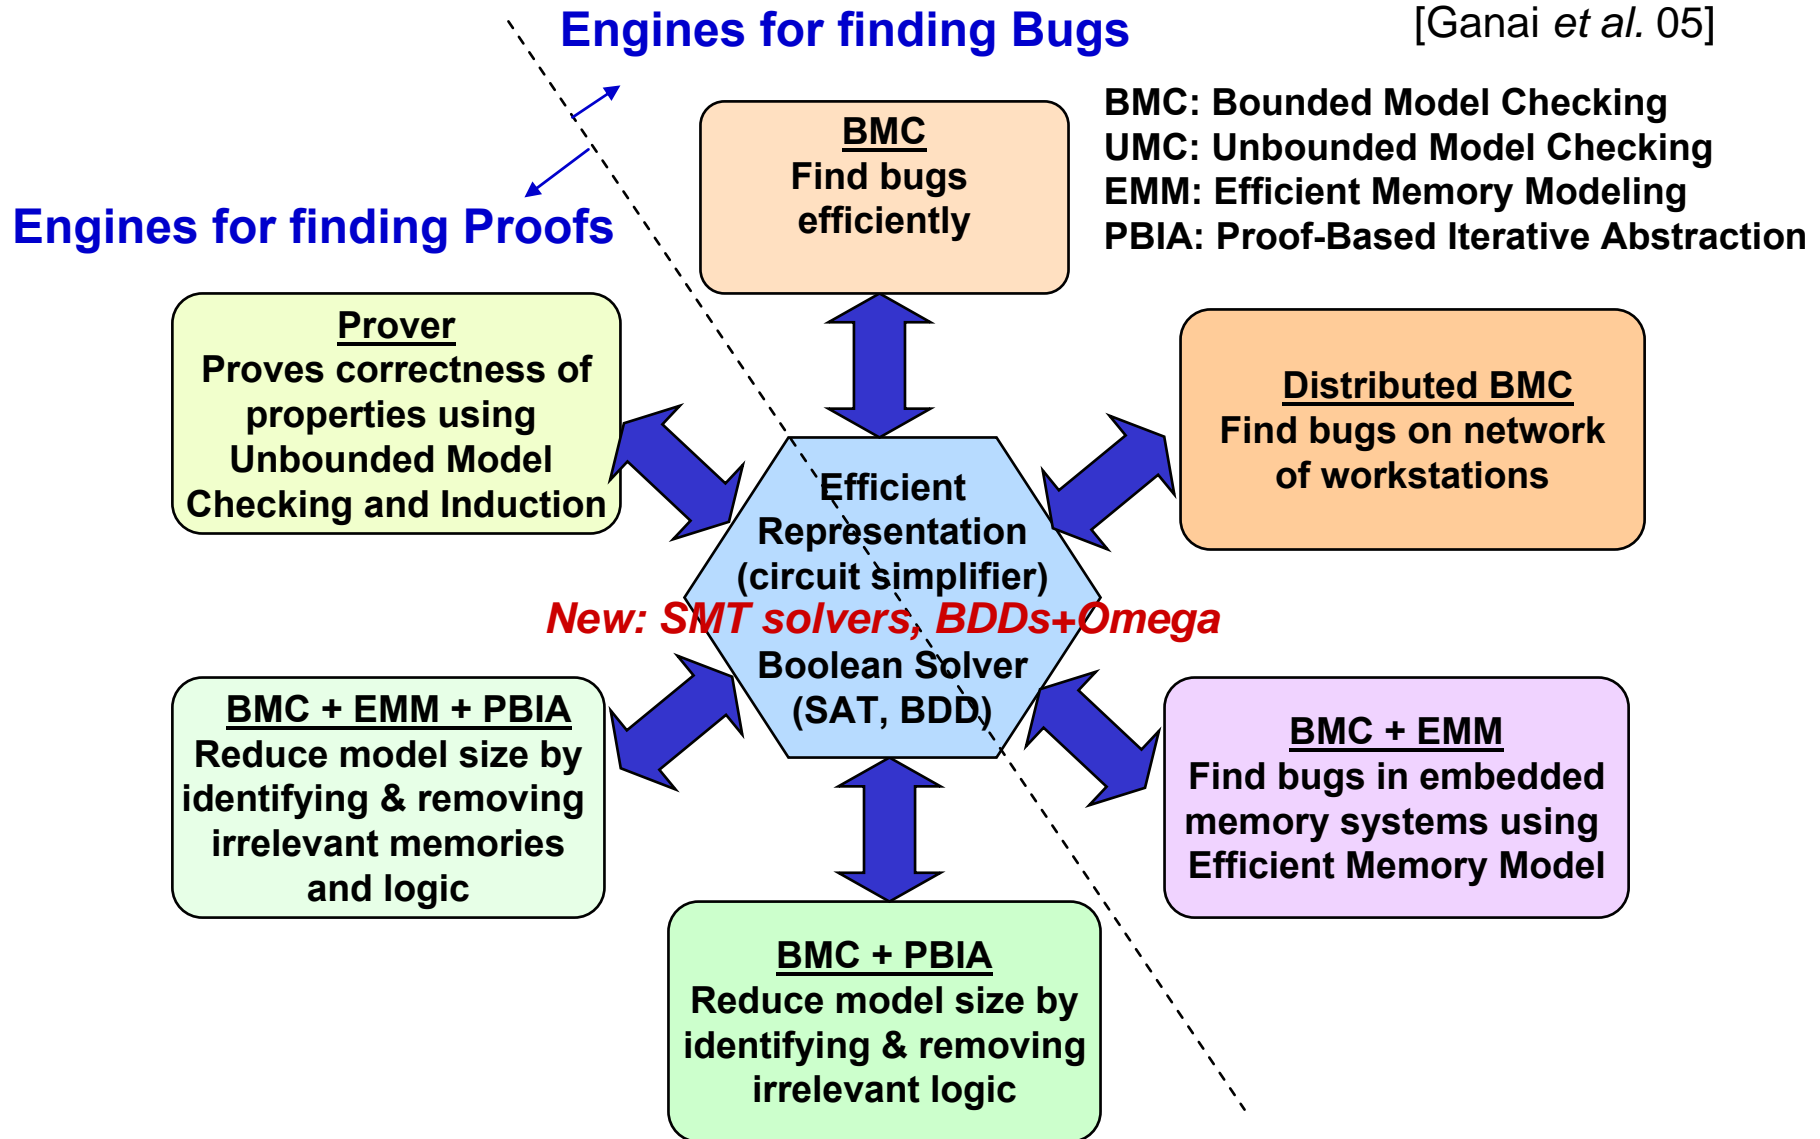 Engines for finding Bugs
[Ganai et al. 05]
BMC: Bounded Model Checking
UMC: Unbounded Model Checking
EMM: Efficient Memory Modeling
PBIA: Proof-Based Iterative Abstraction
Engines for finding Proofs
BMC
Find bugs
efficiently
Prover
Proves correctness of
properties using
Unbounded Model
Checking and Induction
Distributed BMC
Find bugs on network
of workstations
Efficient
Representation
(circuit simplifier)
New: SMT solvers, BDDs+Omega
Boolean Solver
(SAT, BDD)
BMC + EMM + PBIA
Reduce model size by
identifying & removing
irrelevant memories
and logic
BMC + EMM
Find bugs in embedded
memory systems using
Efficient Memory Model
BMC + PBIA
Reduce model size by
identifying & removing
irrelevant logic